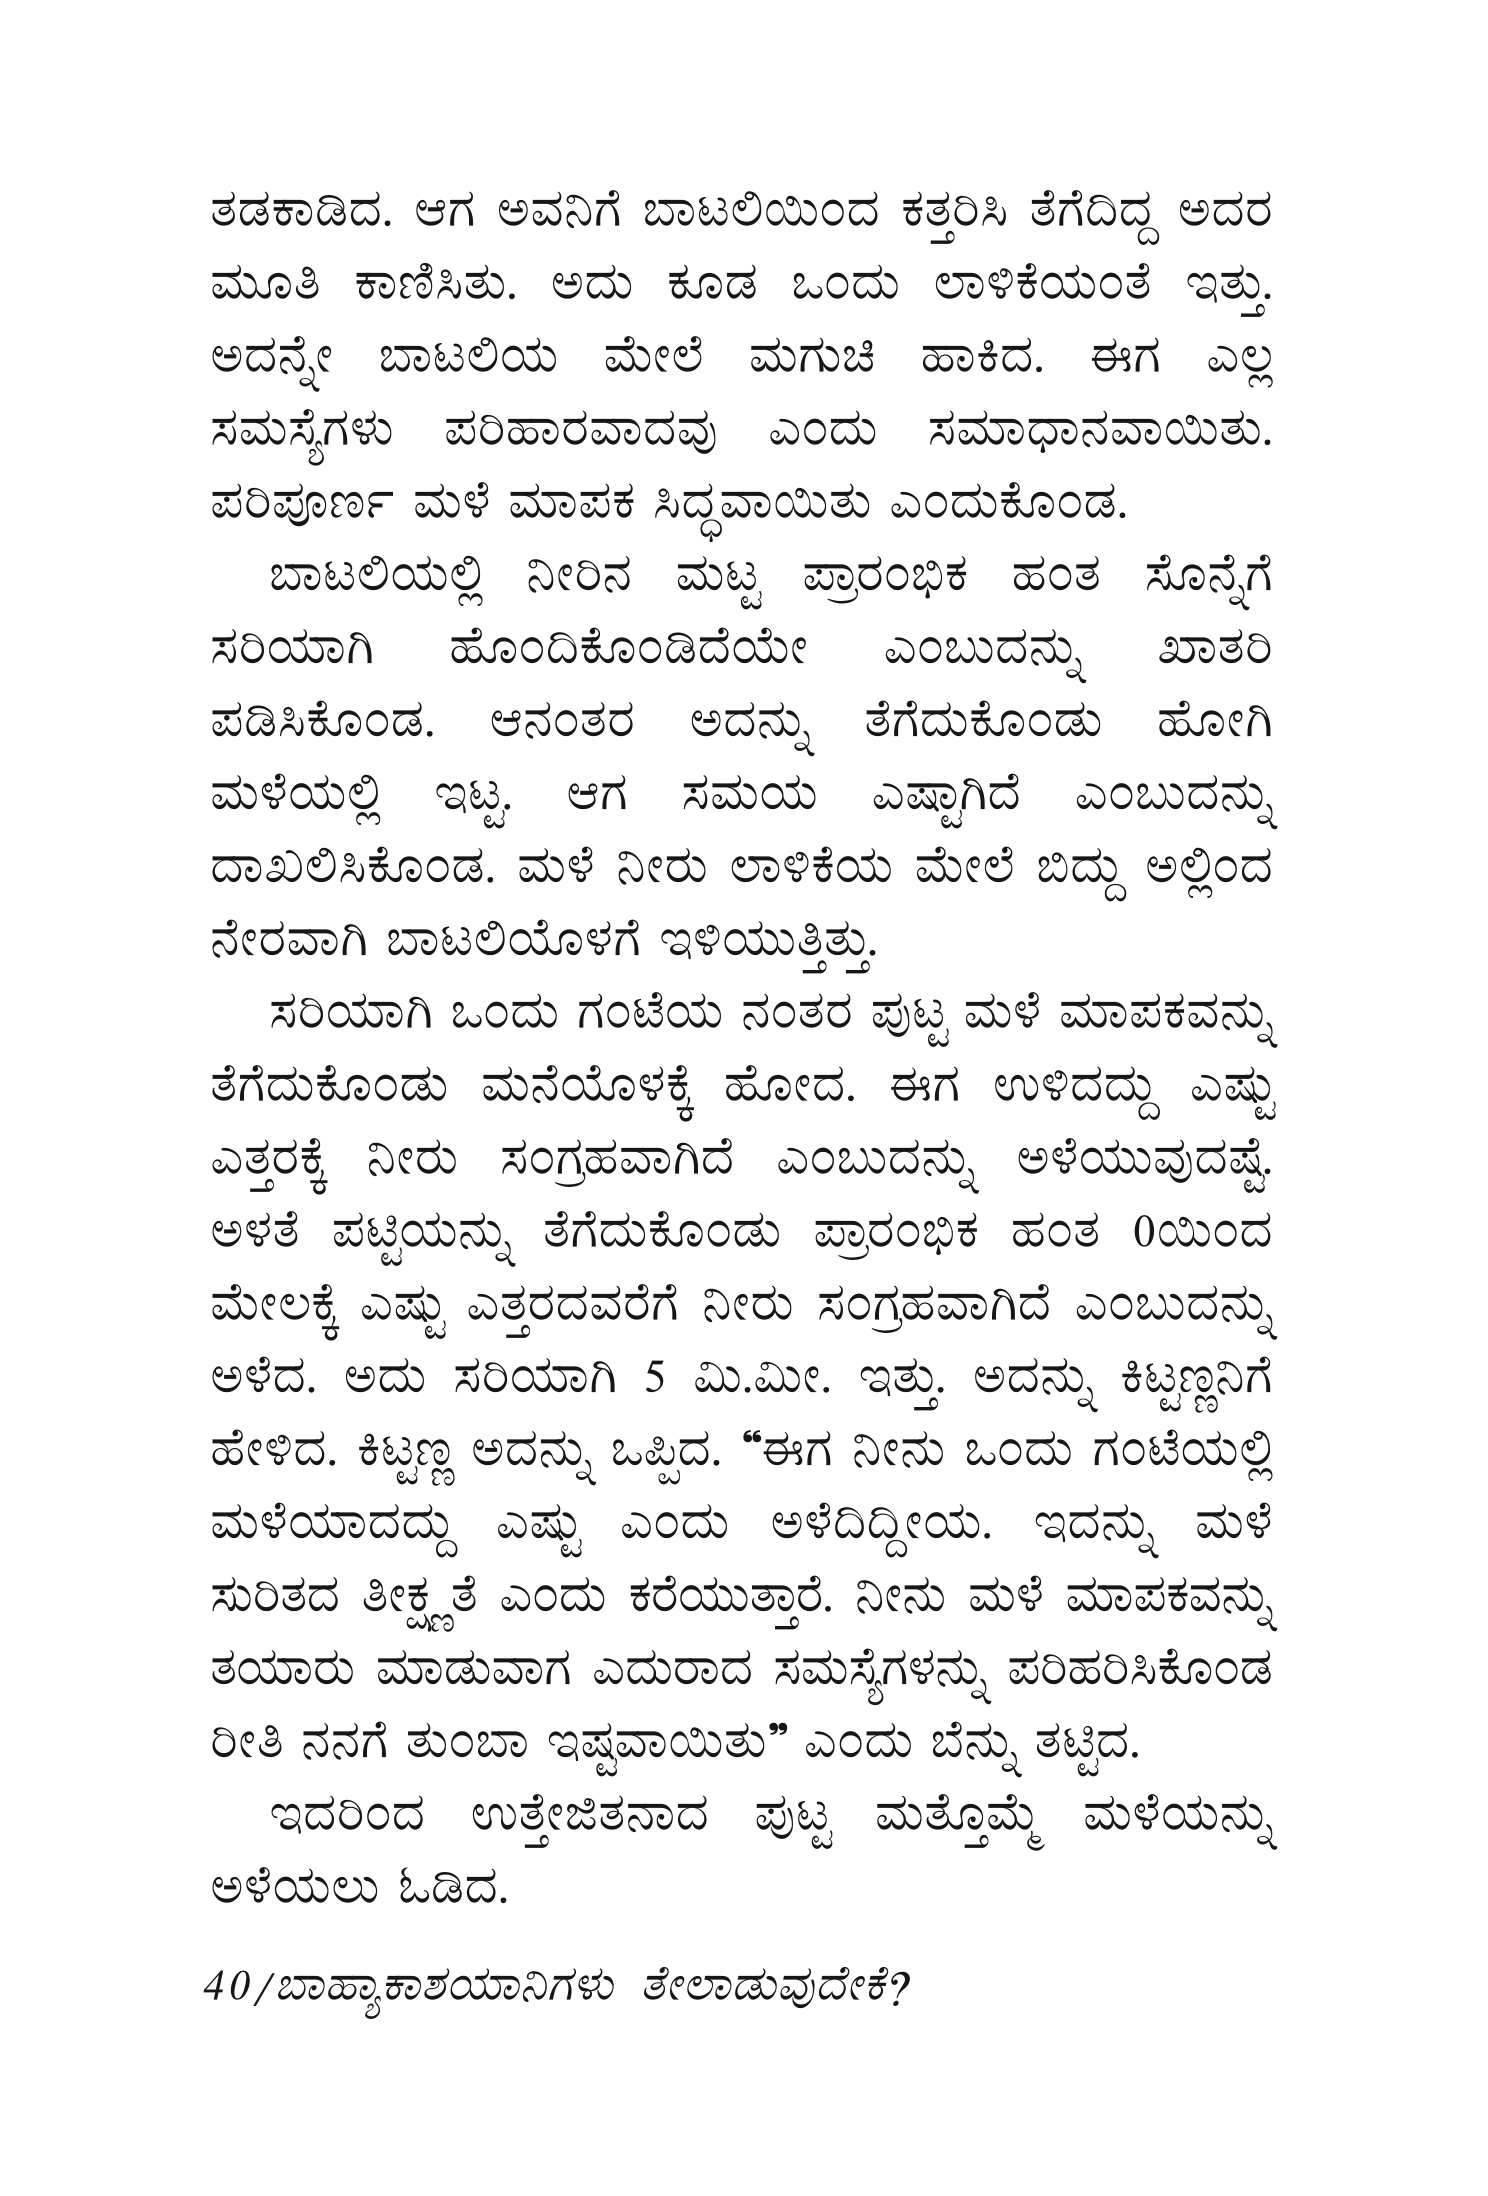 ತಡಕಾಡಿದ. ಆಗ ಅವನಿಗೆ ಬಾಟಲಿಯಿಂದ ಕತ್ತರಿಸಿ ತೆಗೆದಿದ್ದ ಅದರ
ಮೂತಿ ಕಾಣಿಸಿತು. ಅದು ಕೂಡ ಒಂದು ಲಾಳಿಕೆಯಂತೆ ಇತ್ತು.
ಅದನ್ನೇ ಬಾಟಲಿಯ ಮೇಲೆ ಮಗುಚಿ ಹಾಕಿದ. ಈಗ ಎಲ್ಲ
ಸಮಸ್ಯೆಗಳು ಪರಿಹಾರವಾದವು ಎಂದು ಸಮಾಧಾನವಾಯಿತು.
ಪರಿಪೂರ್ಣ ಮಳೆ ಮಾಪಕ ಸಿದ್ಧವಾಯಿತು ಎಂದುಕೊಂಡ.
ಬಾಟಲಿಯಲ್ಲಿ ನೀರಿನ ಮಟ್ಟ ಪ್ರಾರಂಭಿಕ ಹಂತ ಸೊನ್ನೆಗೆ
ಸರಿಯಾಗಿ ಹೊಂದಿಕೊಂಡಿದೆಯೇ ಎಂಬುದನ್ನು ಖಾತರಿ
ಪಡಿಸಿಕೊಂಡ. ಆನಂತರ ಅದನ್ನು ತೆಗೆದುಕೊಂಡು ಹೋಗಿ
ಮಳೆಯಲ್ಲಿ ಇಟ್ಟ. ಆಗ ಸಮಯ ಎಷ್ಟಾಗಿದೆ ಎಂಬುದನ್ನು
ದಾಖಲಿಸಿಕೊಂಡ. ಮಳೆ ನೀರು ಲಾಳಿಕೆಯ ಮೇಲೆ ಬಿದ್ದು ಅಲ್ಲಿಂದ
ನೇರವಾಗಿ ಬಾಟಲಿಯೊಳಗೆ ಇಳಿಯುತ್ತಿತ್ತು.
ಸರಿಯಾಗಿ ಒಂದು ಗಂಟೆಯ ನಂತರ ಪುಟ್ಟ ಮಳೆ ಮಾಪಕವನ್ನು
ತೆಗೆದುಕೊಂಡು ಮನೆಯೊಳಕ್ಕೆ ಹೋದ. ಈಗ ಉಳಿದದ್ದು ಎಷ್ಟು
ಎತ್ತರಕ್ಕೆ ನೀರು ಸಂಗ್ರಹವಾಗಿದೆ ಎಂಬುದನ್ನು ಅಳೆಯುವುದಷ್ಟೆ.
ಅಳತೆ ಪಟ್ಟಿಯನ್ನು ತೆಗೆದುಕೊಂಡು ಪ್ರಾರಂಭಿಕ ಹಂತ 0ಯಿಂದ
ಮೇಲಕ್ಕೆ ಎಷ್ಟು ಎತ್ತರದವರೆಗೆ ನೀರು ಸಂಗ್ರಹವಾಗಿದೆ ಎಂಬುದನ್ನು
ಅಳೆದ. ಅದು ಸರಿಯಾಗಿ 5 ಮಿ.ಮೀ. ಇತ್ತು. ಅದನ್ನು ಕಿಟ್ಟಣ್ಣನಿಗೆ
ಹೇಳಿದ. ಕಿಟ್ಟಣ್ಣ ಅದನ್ನು ಒಪ್ಪಿದ. “ಈಗ ನೀನು ಒಂದು ಗಂಟೆಯಲ್ಲಿ
ಮಳೆಯಾದದ್ದು ಎಷ್ಟು ಎಂದು ಅಳೆದಿದ್ದೀಯ. ಇದನ್ನು ಮಳೆ
ಸುರಿತದ ತೀಕ್ಷ್ಣತೆ ಎಂದು ಕರೆಯುತ್ತಾರೆ. ನೀನು ಮಳೆ ಮಾಪಕವನ್ನು
ತಯಾರು ಮಾಡುವಾಗ ಎದುರಾದ ಸಮಸ್ಯೆಗಳನ್ನು ಪರಿಹರಿಸಿಕೊಂಡ
ರೀತಿ ನನಗೆ ತುಂಬಾ ಇಷ್ಟವಾಯಿತು” ಎಂದು ಬೆನ್ನು ತಟ್ಟಿದ.
ಇದರಿಂದ ಉತ್ತೇಜಿತನಾದ ಪುಟ್ಟ ಮತ್ತೊಮ್ಮೆ ಮಳೆಯನ್ನು
ಅಳೆಯಲು ಓಡಿದ.
40/ಬಾಹ್ಯಾಕಾಶಯಾನಿಗಳು ತೇಲಾಡುವುದೇಕೆ?